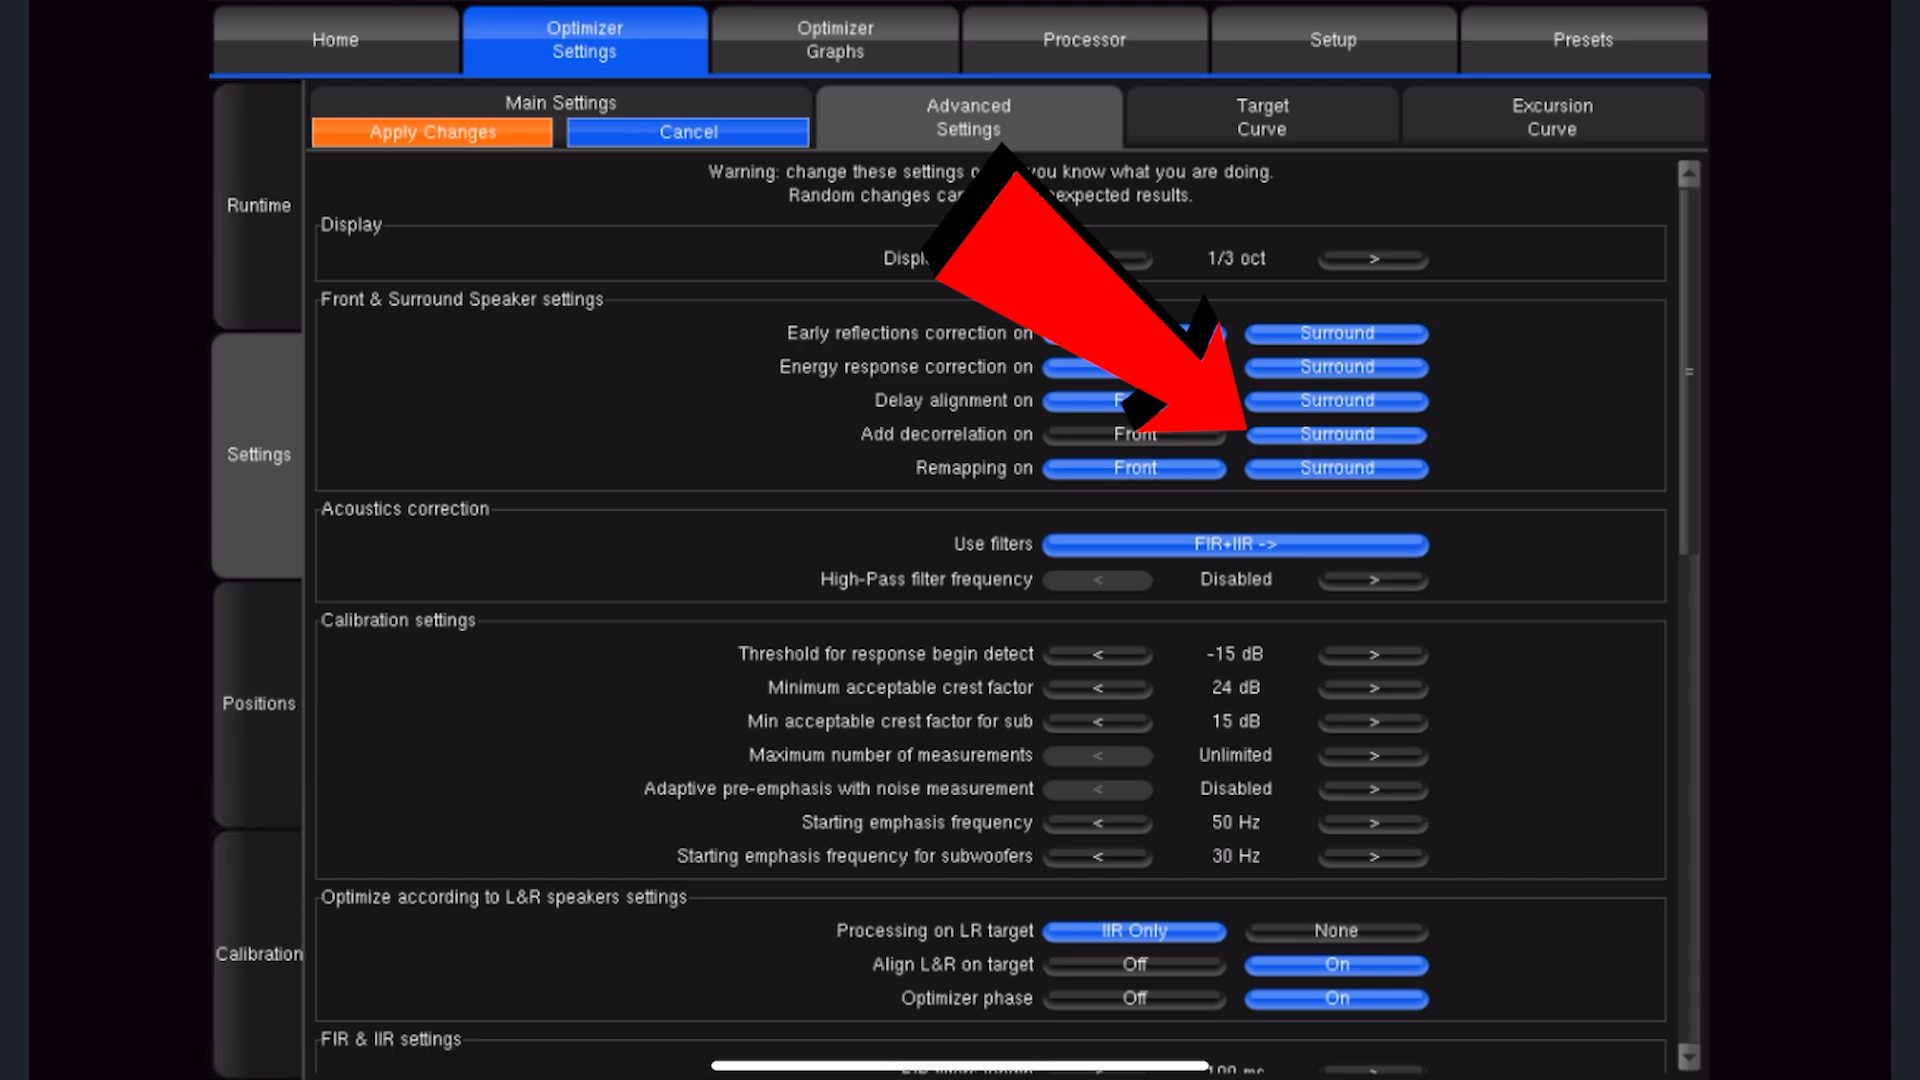 Home
Optimizer
Settings
Optimizer
Graphs
Processor
Setup
Presets
Main Settings
Apply Changes
Cancel
Advanced
Settings
Target
Curve
Excursion
Curve
Runtime
Settings
Positions
Calibration
Warning: change these settings you know what you are doing.
Random changes expected results.
Display
1/3 oct >
Front & Surround Speaker settings
Early reflections correction on Surround
Energy response correction on Surround
Delay alignment on Surround
Add decorrelation on Front Surround
Remapping on Front Surround
Acoustics correction
Use filters FIR+IIR ->
High-Pass filter frequency < Disabled >
Calibration settings
Threshold for response begin detect < -15 dB >
Minimum acceptable crest factor < 24 dB >
Min acceptable crest factor for sub < 15 dB >
Maximum number of measurements < Unlimited >
Adaptive pre-emphasis with noise measurement < Disabled >
Starting emphasis frequency < 50 Hz >
Starting emphasis frequency for subwoofers < 30 Hz >
Optimize according to L&R speakers settings
Processing on LR target IIR Only None
Align L&R on target Off On
Optimizer phase Off On
FIR & IIR settings